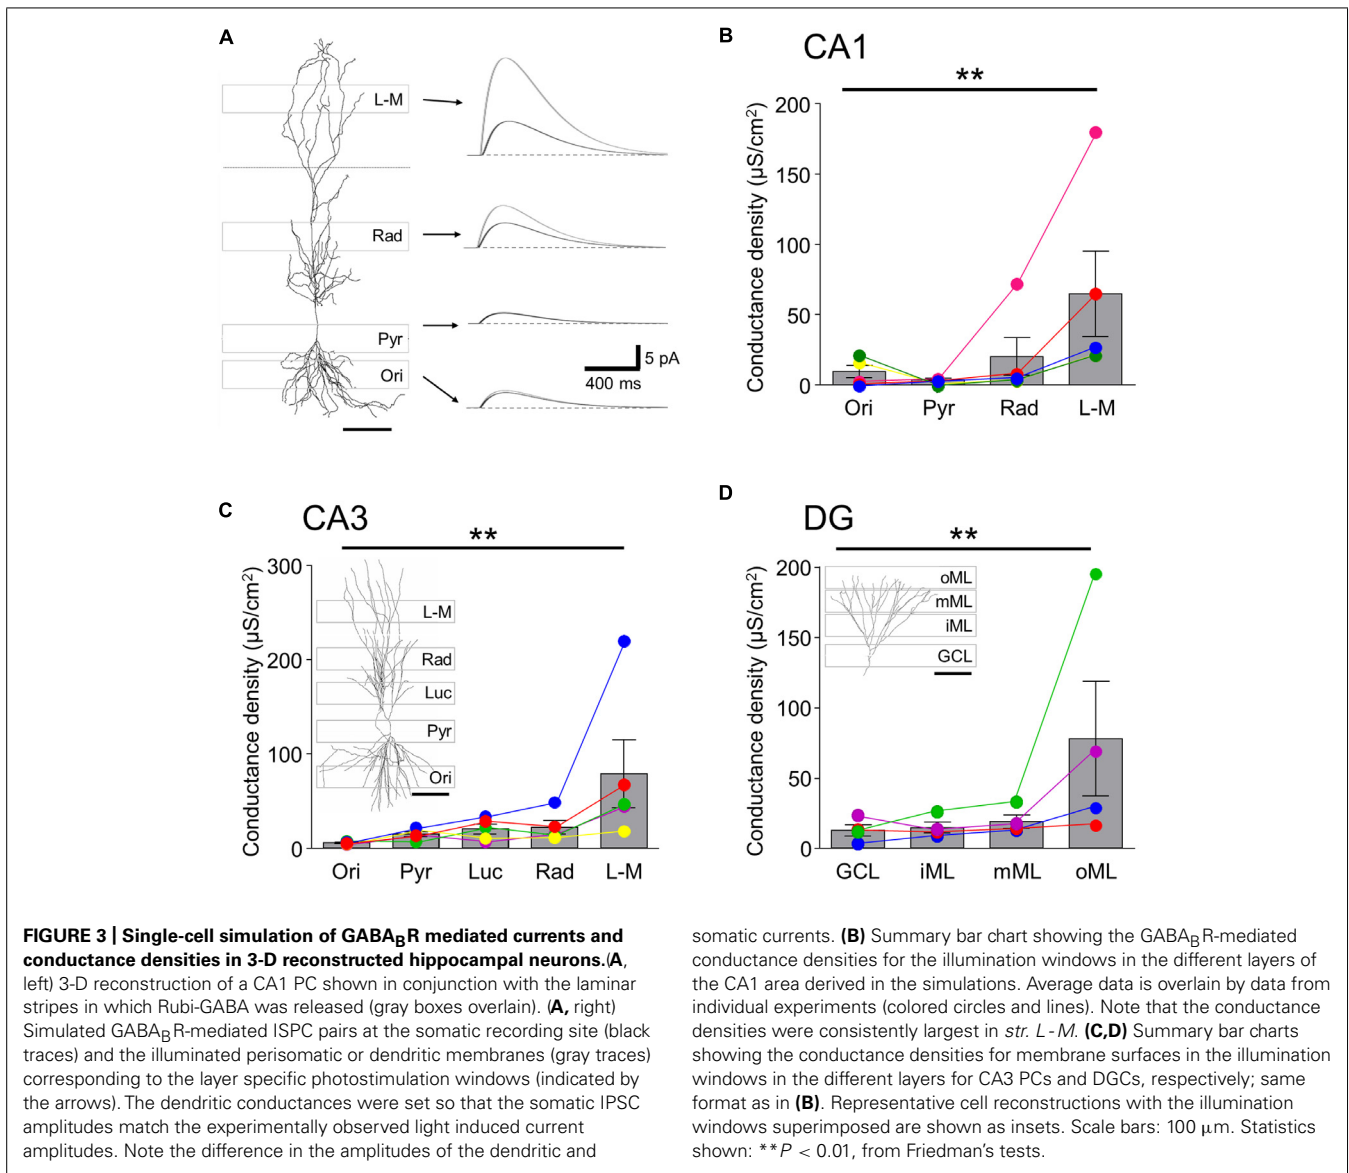 A
L-M
Rad
Pyr
Ori
5 pA
400 ms
B
CA1
**
Conductance density (µS/cm²)
200
150
100
50
0
Ori Pyr Rad L-M
C
CA3
**
Conductance density (µS/cm²)
300
200
100
0
L-M
Rad
Luc
Pyr
Ori
Ori Pyr Luc Rad L-M
D
DG
**
Conductance density (µS/cm²)
200
150
100
50
0
oML
mML
iML
GCL
GCL iML mML oML
FIGURE 3 | Single-cell simulation of GABABR mediated currents and
conductance densities in 3-D reconstructed hippocampal neurons.(A,
left) 3-D reconstruction of a CA1 PC shown in conjunction with the laminar
stripes in which Rubi-GABA was released (gray boxes overlain). (A, right)
Simulated GABABR-mediated ISPC pairs at the somatic recording site (black
traces) and the illuminated perisomatic or dendritic membranes (gray traces)
corresponding to the layer specific photostimulation windows (indicated by
the arrows). The dendritic conductances were set so that the somatic IPSC
amplitudes match the experimentally observed light induced current
amplitudes. Note the difference in the amplitudes of the dendritic and
somatic currents. (B) Summary bar chart showing the GABABR-mediated
conductance densities for the illumination windows in the different layers of
the CA1 area derived in the simulations. Average data is overlain by data from
individual experiments (colored circles and lines). Note that the conductance
densities were consistently largest in str. L-M. (C,D) Summary bar charts
showing the conductance densities for membrane surfaces in the illumination
windows in the different layers for CA3 PCs and DGCs, respectively; same
format as in (B). Representative cell reconstructions with the illumination
windows superimposed are shown as insets. Scale bars: 100 µm. Statistics
shown: **P < 0.01, from Friedman's tests.